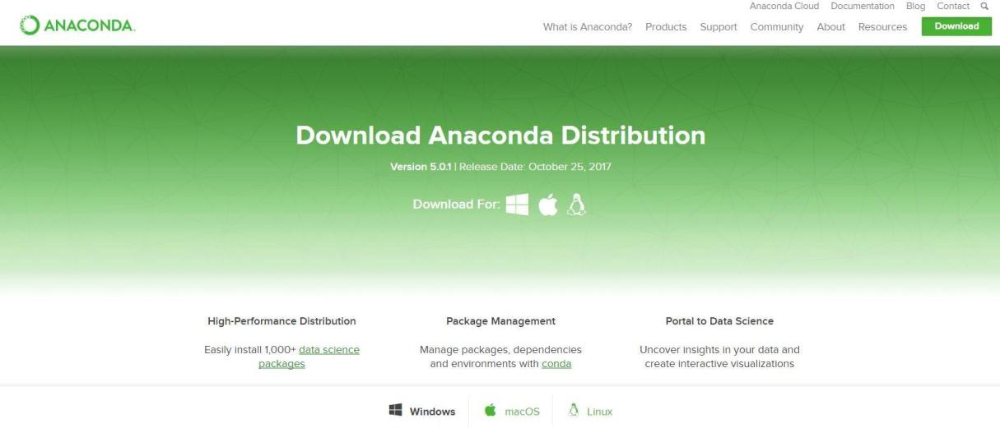 Anaconda Cloud Documentation Blog Contact
ANACONDA.
What is Anaconda? Products Support Community About Resources Download
Download Anaconda Distribution
Version 5.0.1 | Release Date: October 25, 2017
Download For:
High-Performance Distribution
Easily install 1,000+ data science
packages
Package Management
Manage packages, dependencies
and environments with conda
Portal to Data Science
Uncover insights in your data and
create interactive visualizations
Windows macOS Linux